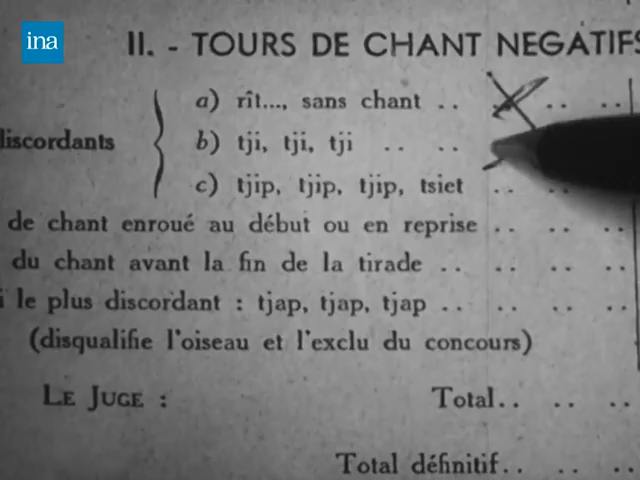 ina
II. - TOURS DE CHANT NEGATIFS
a) rît..., sans chant .. .. ..
discordants b) tji, tji, tji .. ..
c) tjip, tjip, tjip, tsiet .. ..
de chant enroué au début ou en reprise .. .. ..
du chant avant la fin de la tirade .. .. .. ..
le plus discordant : tjap, tjap, tjap .. .. .. ..
(disqualifie l'oiseau et l'exclu du concours)
LE JUGE : Total.. .. ..
Total définitif.. .. ..